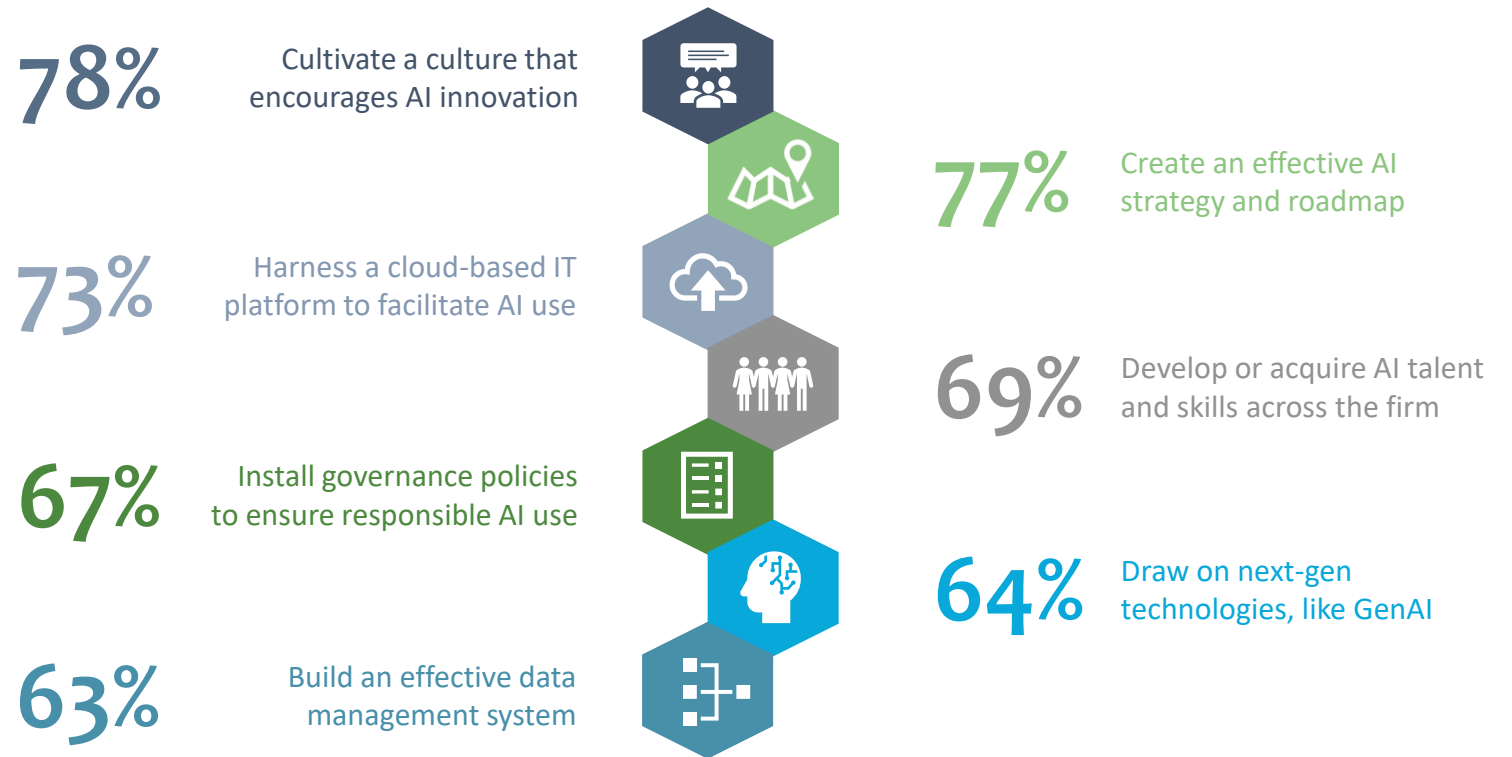 78%
Cultivate a culture that
encourages AI innovation
77%
Create an effective AI
strategy and roadmap
73%
Harness a cloud-based IT
platform to facilitate AI use
69%
Develop or acquire AI talent
and skills across the firm
67%
Install governance policies
to ensure responsible AI use
64%
Draw on next-gen
technologies, like GenAI
63%
Build an effective data
management system